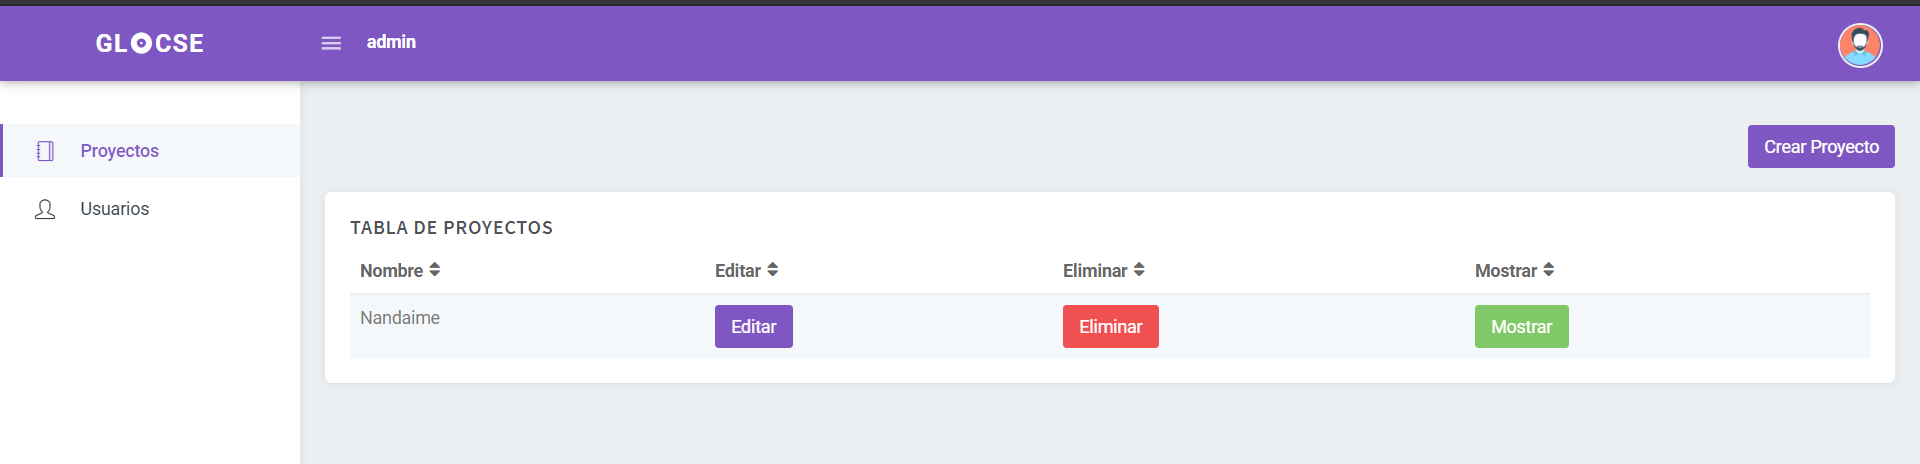 GLOCSE
admin
Proyectos
Usuarios
Crear Proyecto
TABLA DE PROYECTOS
Nombre Editar Eliminar Mostrar
Nandaime Editar Eliminar Mostrar